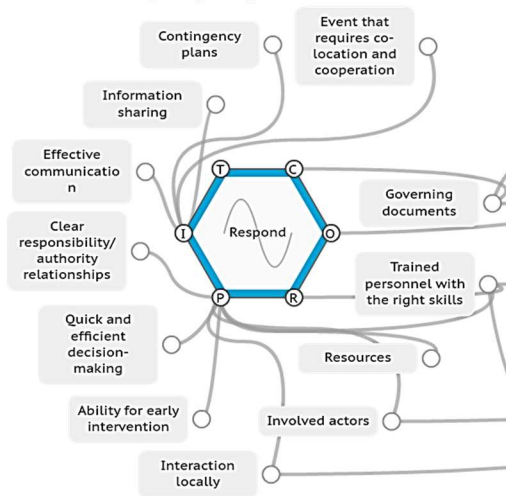 Contingency
plans
Event that
requires co-
location and
cooperation
Information
sharing
Effective
communicatio
n
T
C
Governing
documents
I
Respond
O
Clear
responsibility/
authority
relationships
Trained
personnel with
the right skills
P
R
Quick and
efficient
decision-
making
Resources
Ability for early
intervention
Involved actors
Interaction
locally